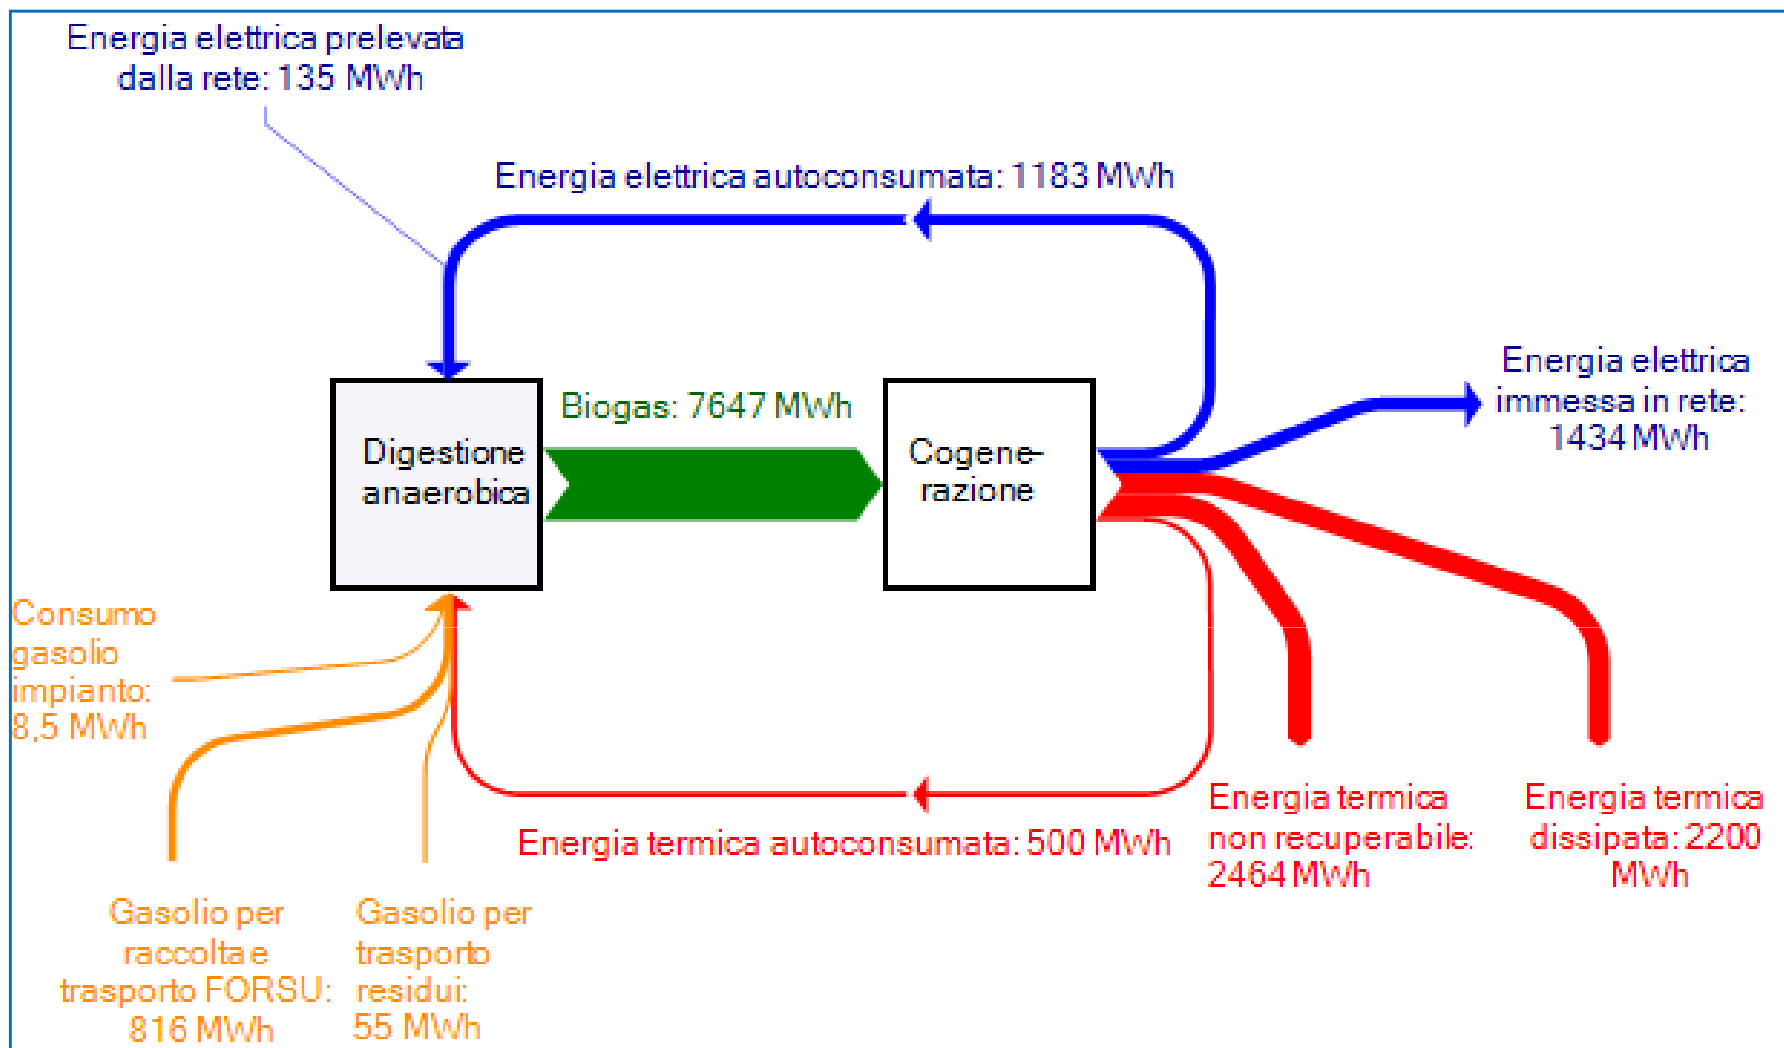 Energia elettrica prelevata
dalla rete: 135 MWh
Energia elettrica autoconsumata: 1183 MWh
Energia elettrica
immessa in rete:
1434 MWh
Biogas: 7647 MWh
Digestione
anaerobica
Cogene-
razione
Consumo
gasolio
impianto:
8,5 MWh
Energia termica autoconsumata: 500 MWh
Energia termica
non recuperabile:
2464 MWh
Energia termica
dissipata: 2200
MWh
Gasolio per
raccolta e
trasporto FORSU:
816 MWh
Gasolio per
trasporto
residui:
55 MWh